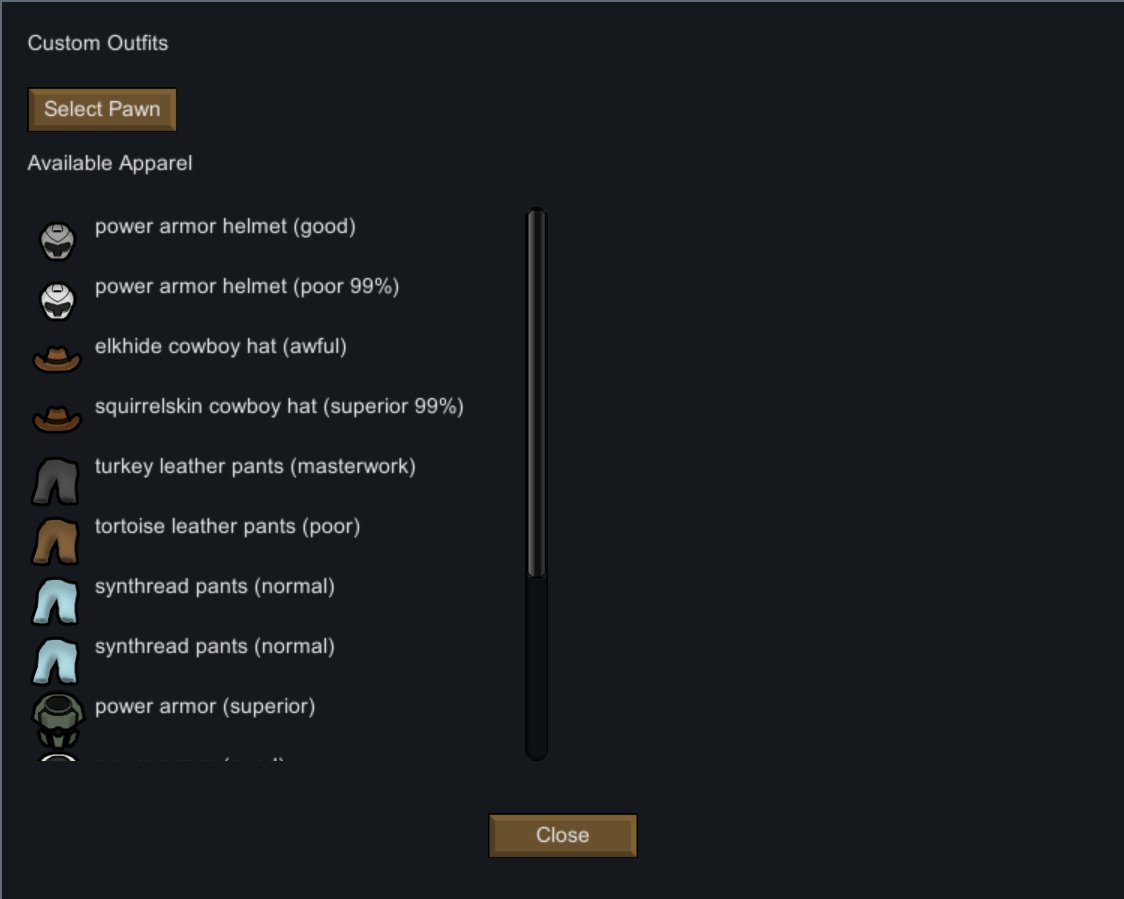 Custom Outfits
Select Pawn
Available Apparel
power armor helmet (good)
power armor helmet (poor 99%)
elkhide cowboy hat (awful)
squirrelskin cowboy hat (superior 99%)
turkey leather pants (masterwork)
tortoise leather pants (poor)
synthread pants (normal)
synthread pants (normal)
power armor (superior)
Close